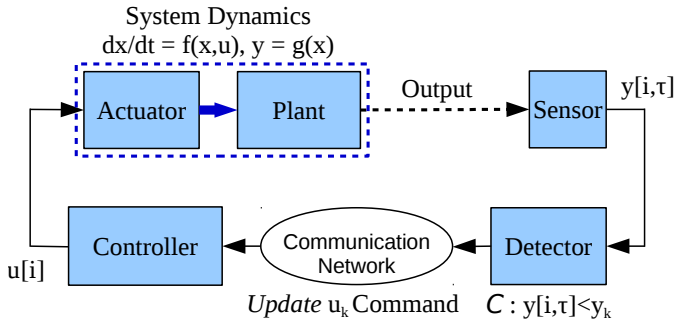 System Dynamics
dx/dt = f(x,u), y = g(x)
Actuator
Plant
Output
Sensor
y[i,τ]
u[i]
Controller
Communication
Network
Detector
Update uₖ Command
C : y[i,τ]<yₖ